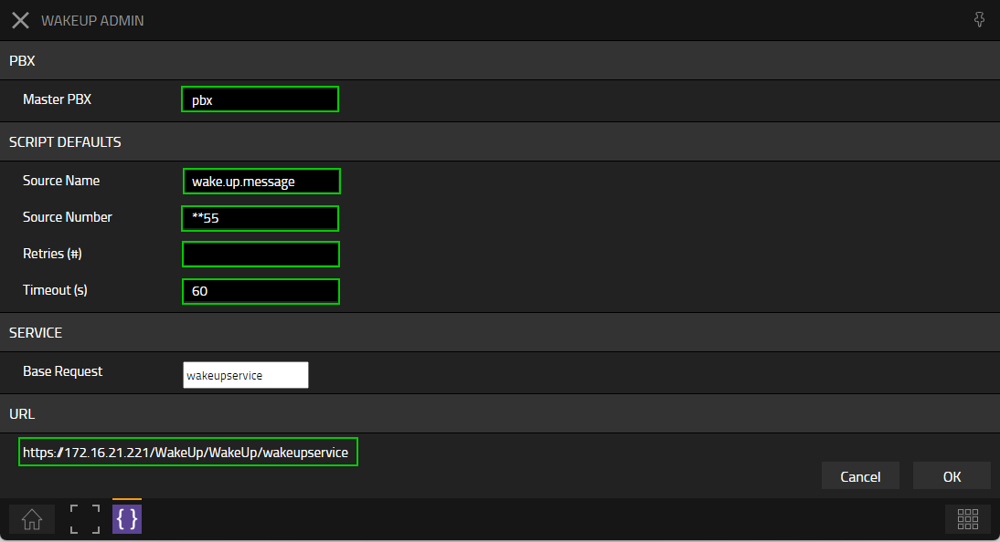 WAKEUP ADMIN
PBX
Master PBX pbx
SCRIPT DEFAULTS
Source Name wake.up.message
Source Number **55
Retries (#)
Timeout (s) 60
SERVICE
Base Request wakeupservice
URL
https://172.16.21.221/WakeUp/WakeUp/wakeupservice
Cancel OK
{ }